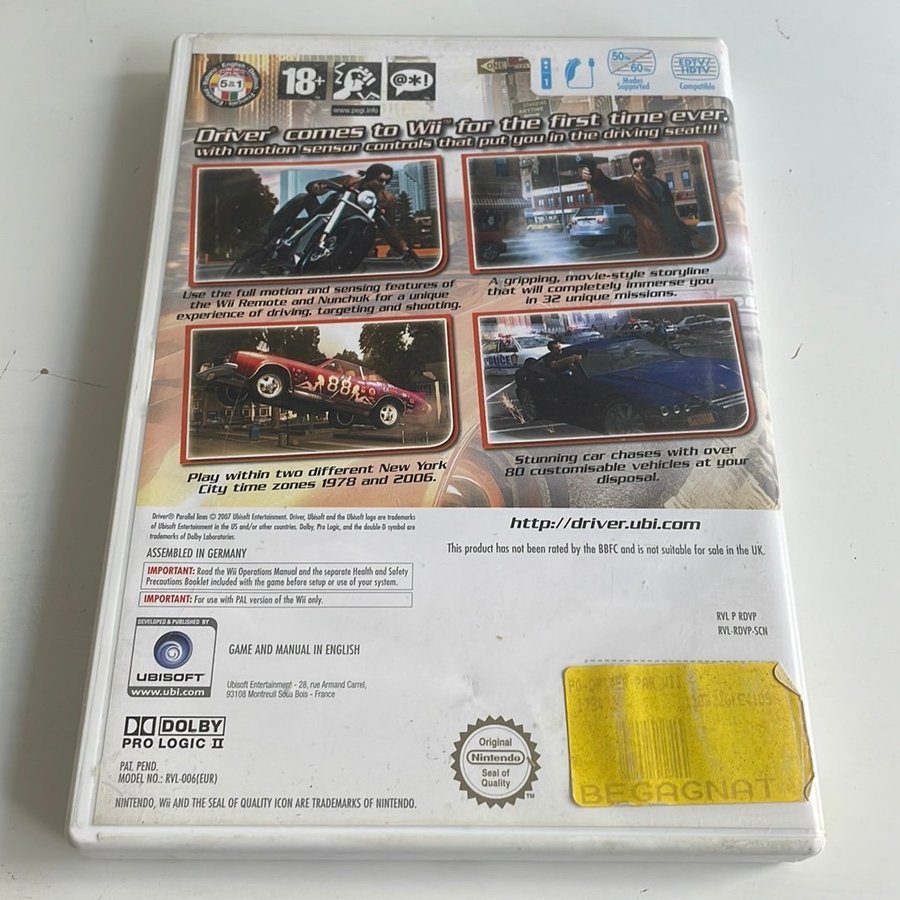 English
5 & 1
18+
www.pegi.info
@*!
ONE
STANDING
ANYTIME
1
50Hz
60Hz
Modes
Supported
EDTV
HDTV
Compatible
Driver® comes to Wii™ for the first time ever,
with motion sensor controls that put you in the driving seat!!!
Use the full motion and sensing features of
the Wii Remote and Nunchuk for a unique
experience of driving, targeting and shooting.
A gripping, movie-style storyline
that will completely immerse you
in 32 unique missions.
88
POLICE
Play within two different New York
City time zones 1978 and 2006.
Stunning car chases with over
80 customisable vehicles at your
disposal.
Driver® Parallel lines © 2007 Ubisoft Entertainment. Driver, Ubisoft and the Ubisoft logo are trademarks
of Ubisoft Entertainment in the US and/or other countries. Dolby, Pro Logic, and the double-D symbol are
trademarks of Dolby Laboratories.
http://driver.ubi.com
ASSEMBLED IN GERMANY
This product has not been rated by the BBFC and is not suitable for sale in the UK.
IMPORTANT: Read the Wii Operations Manual and the separate Health and Safety
Precautions Booklet included with the game before setup or use of your system.
IMPORTANT: For use with PAL version of the Wii only.
RVL P RDVP
RVL-RDVP-SCN
DEVELOPED & PUBLISHED BY
UBISOFT
www.ubi.com
GAME AND MANUAL IN ENGLISH
Ubisoft Entertainment - 28, rue Armand Carrel,
93108 Montreuil Sous Bois - France
DOLBY
PRO LOGIC II
PAT. PEND.
MODEL NO.: RVL-006(EUR)
Original
Nintendo
Seal of
Quality
TM
BEGAGNAT
NINTENDO, Wii AND THE SEAL OF QUALITY ICON ARE TRADEMARKS OF NINTENDO.